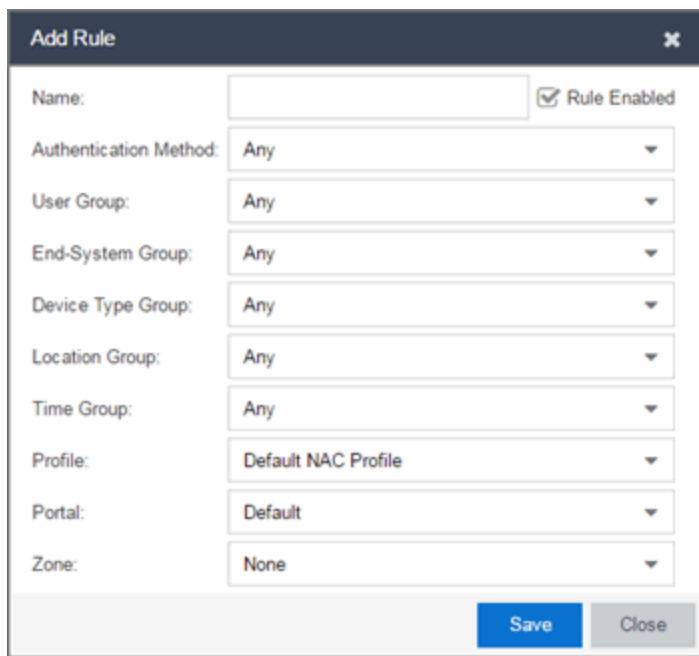 Add Rule
Name: Rule Enabled
Authentication Method: Any
User Group: Any
End-System Group: Any
Device Type Group: Any
Location Group: Any
Time Group: Any
Profile: Default NAC Profile
Portal: Default
Zone: None
Save Close